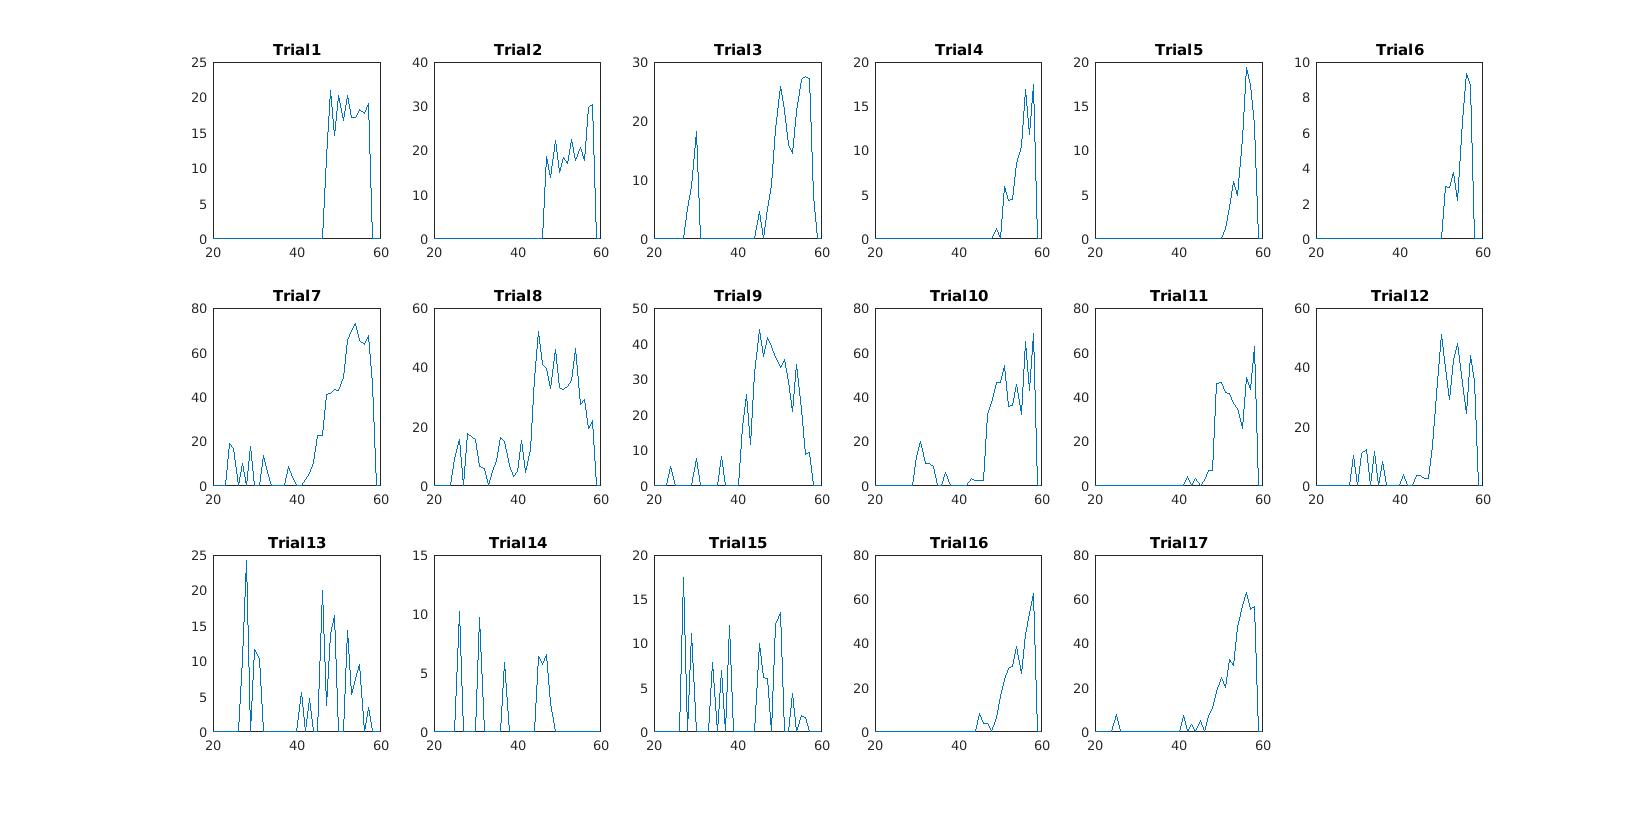 Trial1 Trial2 Trial3 Trial4 Trial5 Trial6
25 40 30 20 20 10
20 30 20 15 15 8
15 20 10 10 10 6
10 10 0 5 5 4
5 0 0 0 2
0 0
20 40 60 20 40 60 20 40 60 20 40 60 20 40 60 20 40 60
Trial7 Trial8 Trial9 Trial10 Trial11 Trial12
80 60 50 80 80 60
60 40 40 60 60 40
40 20 30 40 40 20
20 0 20 20 20 0
0 10 0 0
0
20 40 60 20 40 60 20 40 60 20 40 60 20 40 60 20 40 60
Trial13 Trial14 Trial15 Trial16 Trial17
25 15 20 80 80
20 10 15 60 60
15 5 10 40 40
10 0 5 20 20
5 0 0 0
0
20 40 60 20 40 60 20 40 60 20 40 60 20 40 60